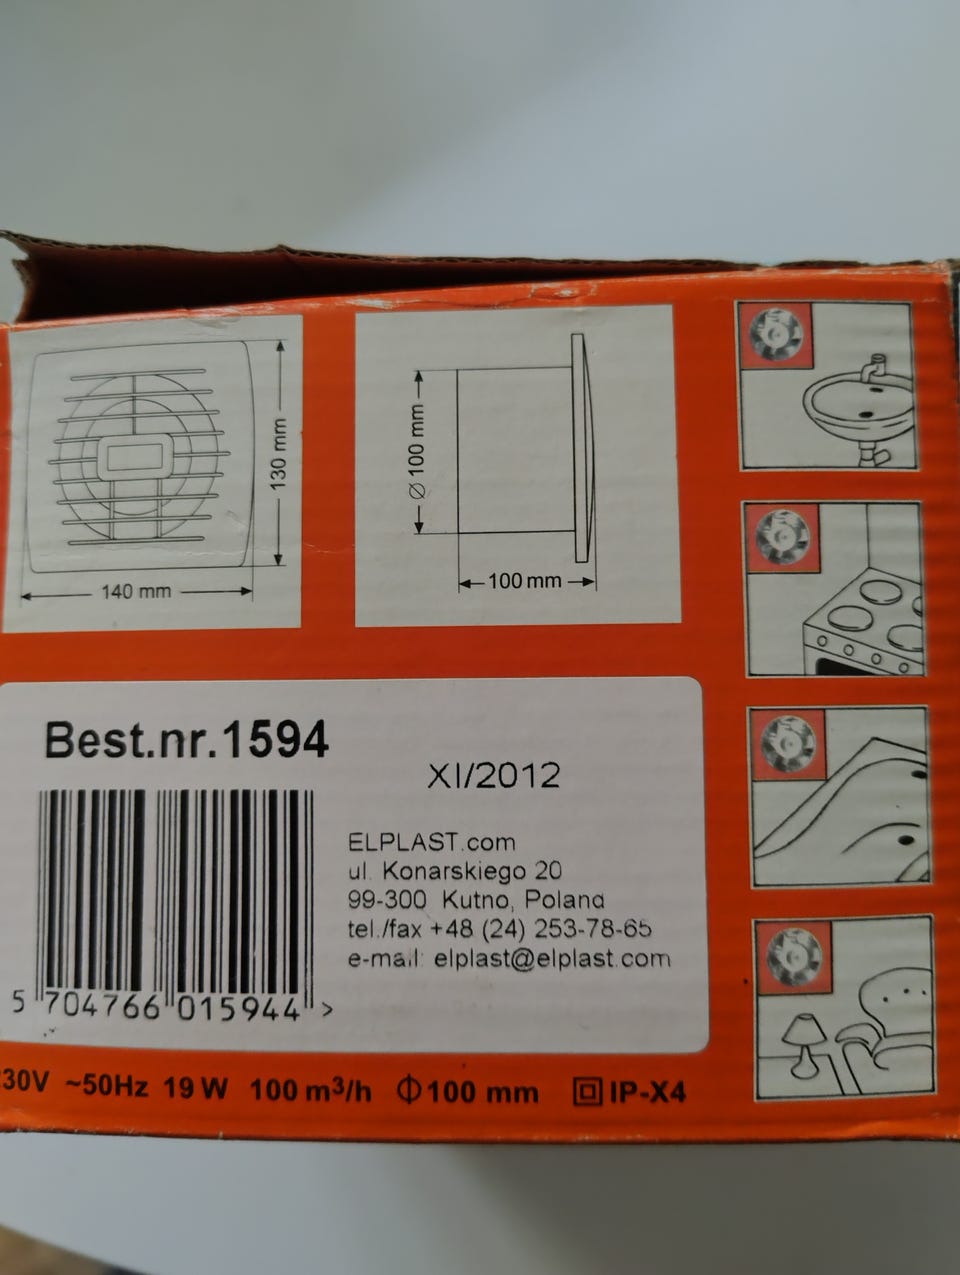 130 mm
140 mm
Ø 100 mm
100 mm
Best.nr.1594
XI/2012
ELPLAST.com
ul. Konarskiego 20
99-300 Kutno, Poland
tel./fax +48 (24) 253-78-65
e-mail: elplast@elplast.com
5 704766 015944 >
30V ~50Hz 19 W 100 m³/h Φ100 mm IP-X4